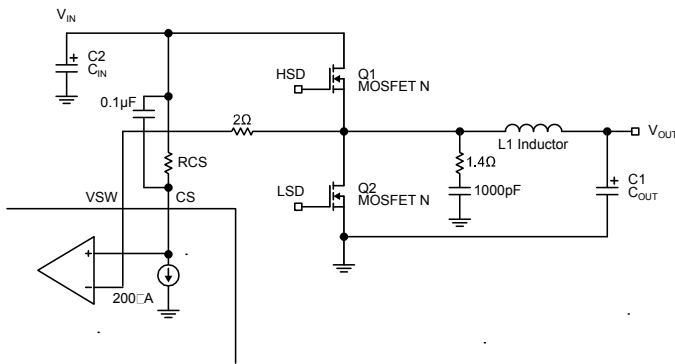 VIN
C2
CIN
HSD
Q1
MOSFET N
0.1µF
2Ω
RCS
VSW
CS
LSD
Q2
MOSFET N
1.4Ω
1000pF
L1 Inductor
VOUT
C1
COUT
+
−
200□A